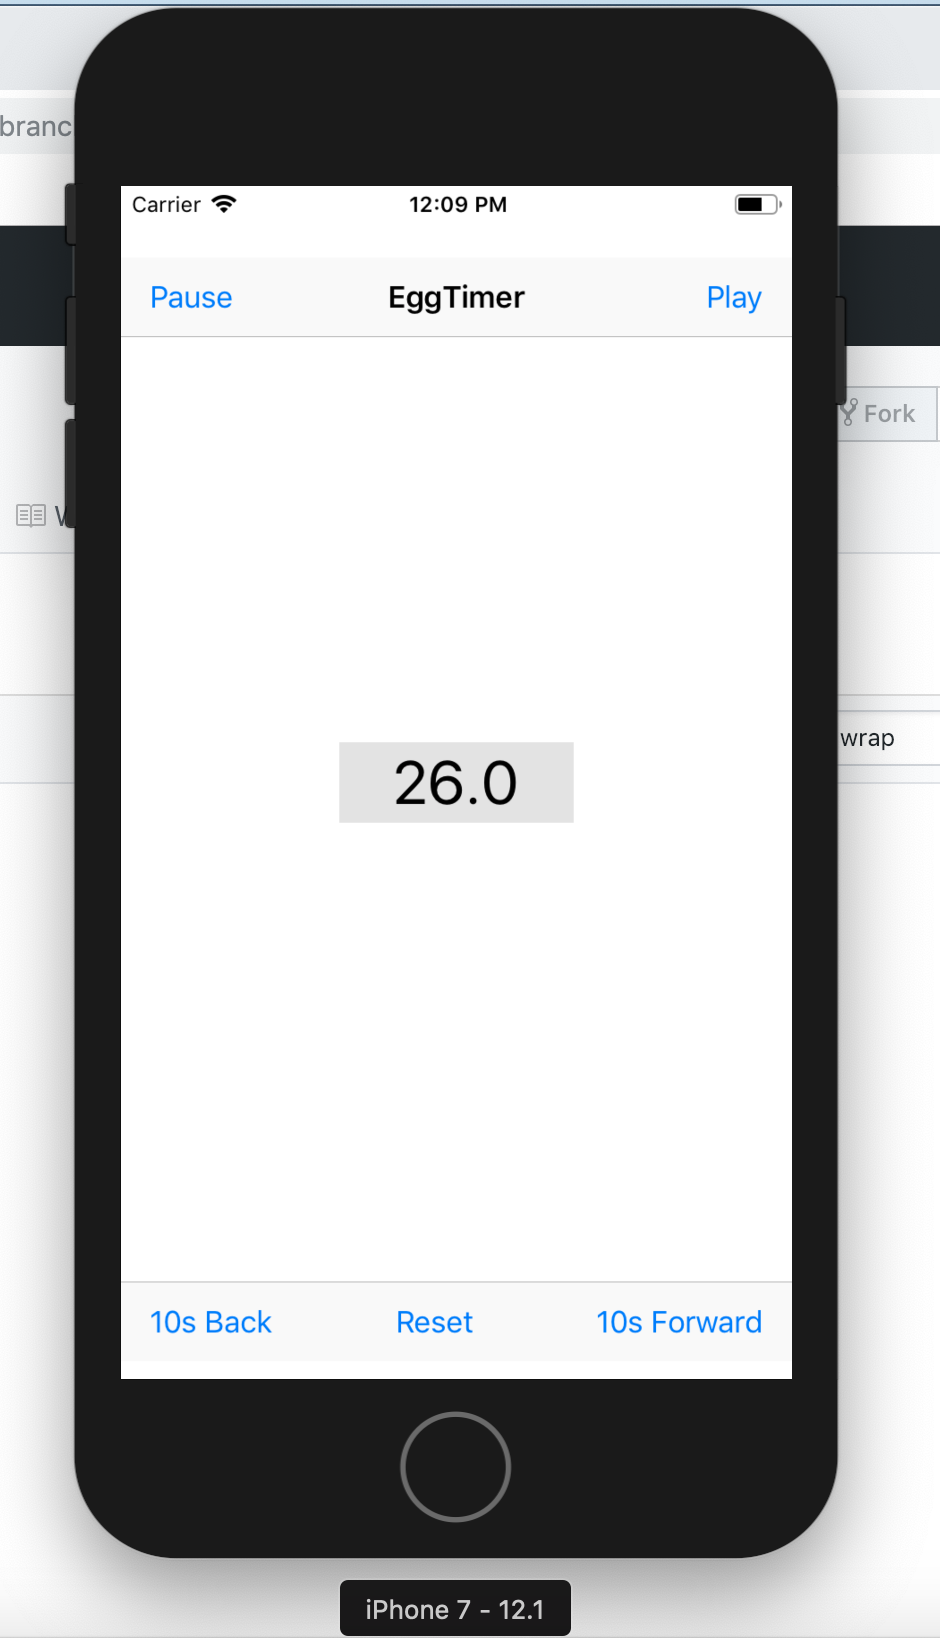 branc
Carrier 12:09 PM
Pause EggTimer Play
Fork
wrap
26.0
10s Back Reset 10s Forward
iPhone 7 - 12.1